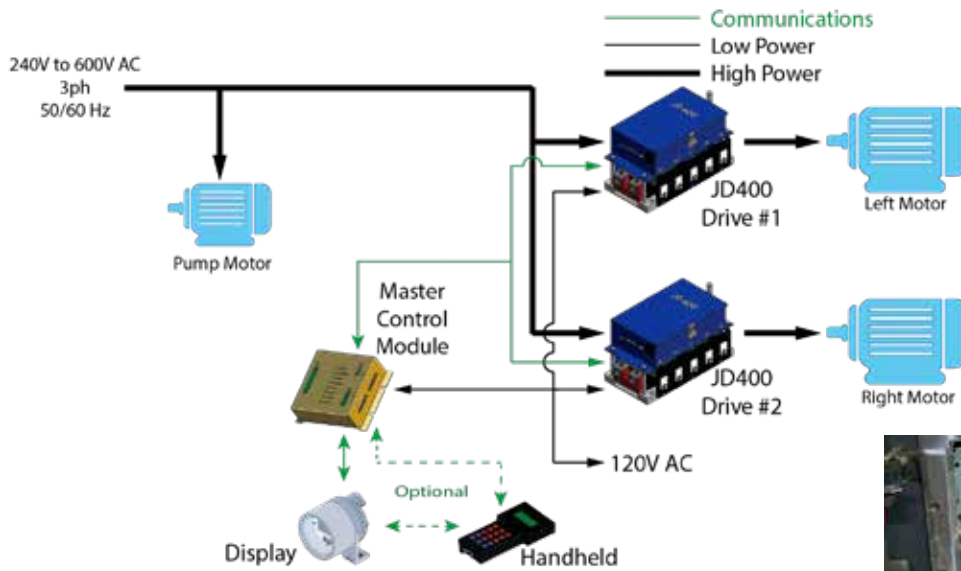 Communications
Low Power
High Power
240V to 600V AC
3ph
50/60 Hz
JD400
Drive #1
Left Motor
Pump Motor
Master
Control
Module
JD400
Drive #2
Right Motor
120V AC
Optional
Display
Handheld